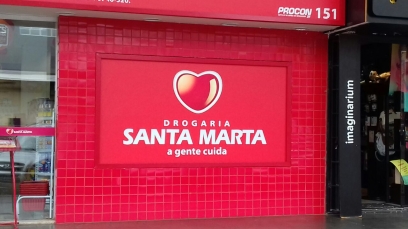 PROCON 151
DROGARIA
SANTA MARTA
a gente cuida
imaginarium